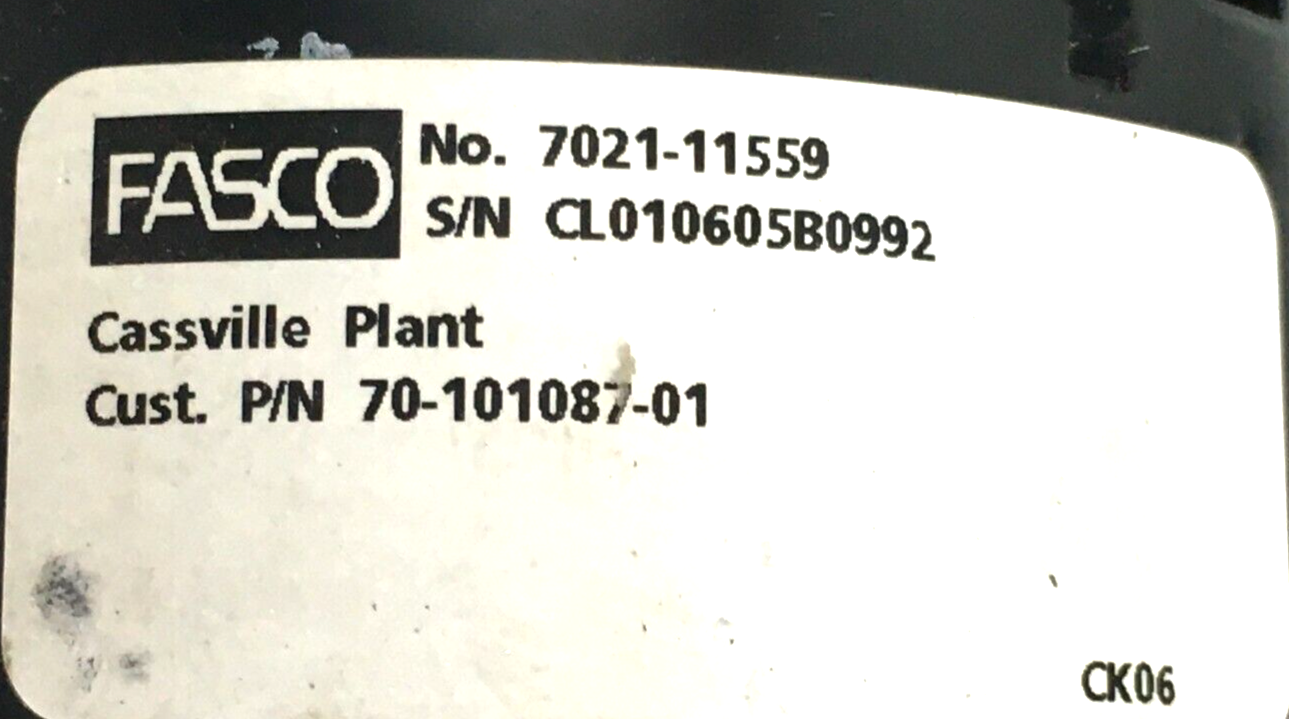 FASCO
No. 7021-11559
S/N CL010605B0992
Cassville Plant
Cust. P/N 70-101087-01
CK06